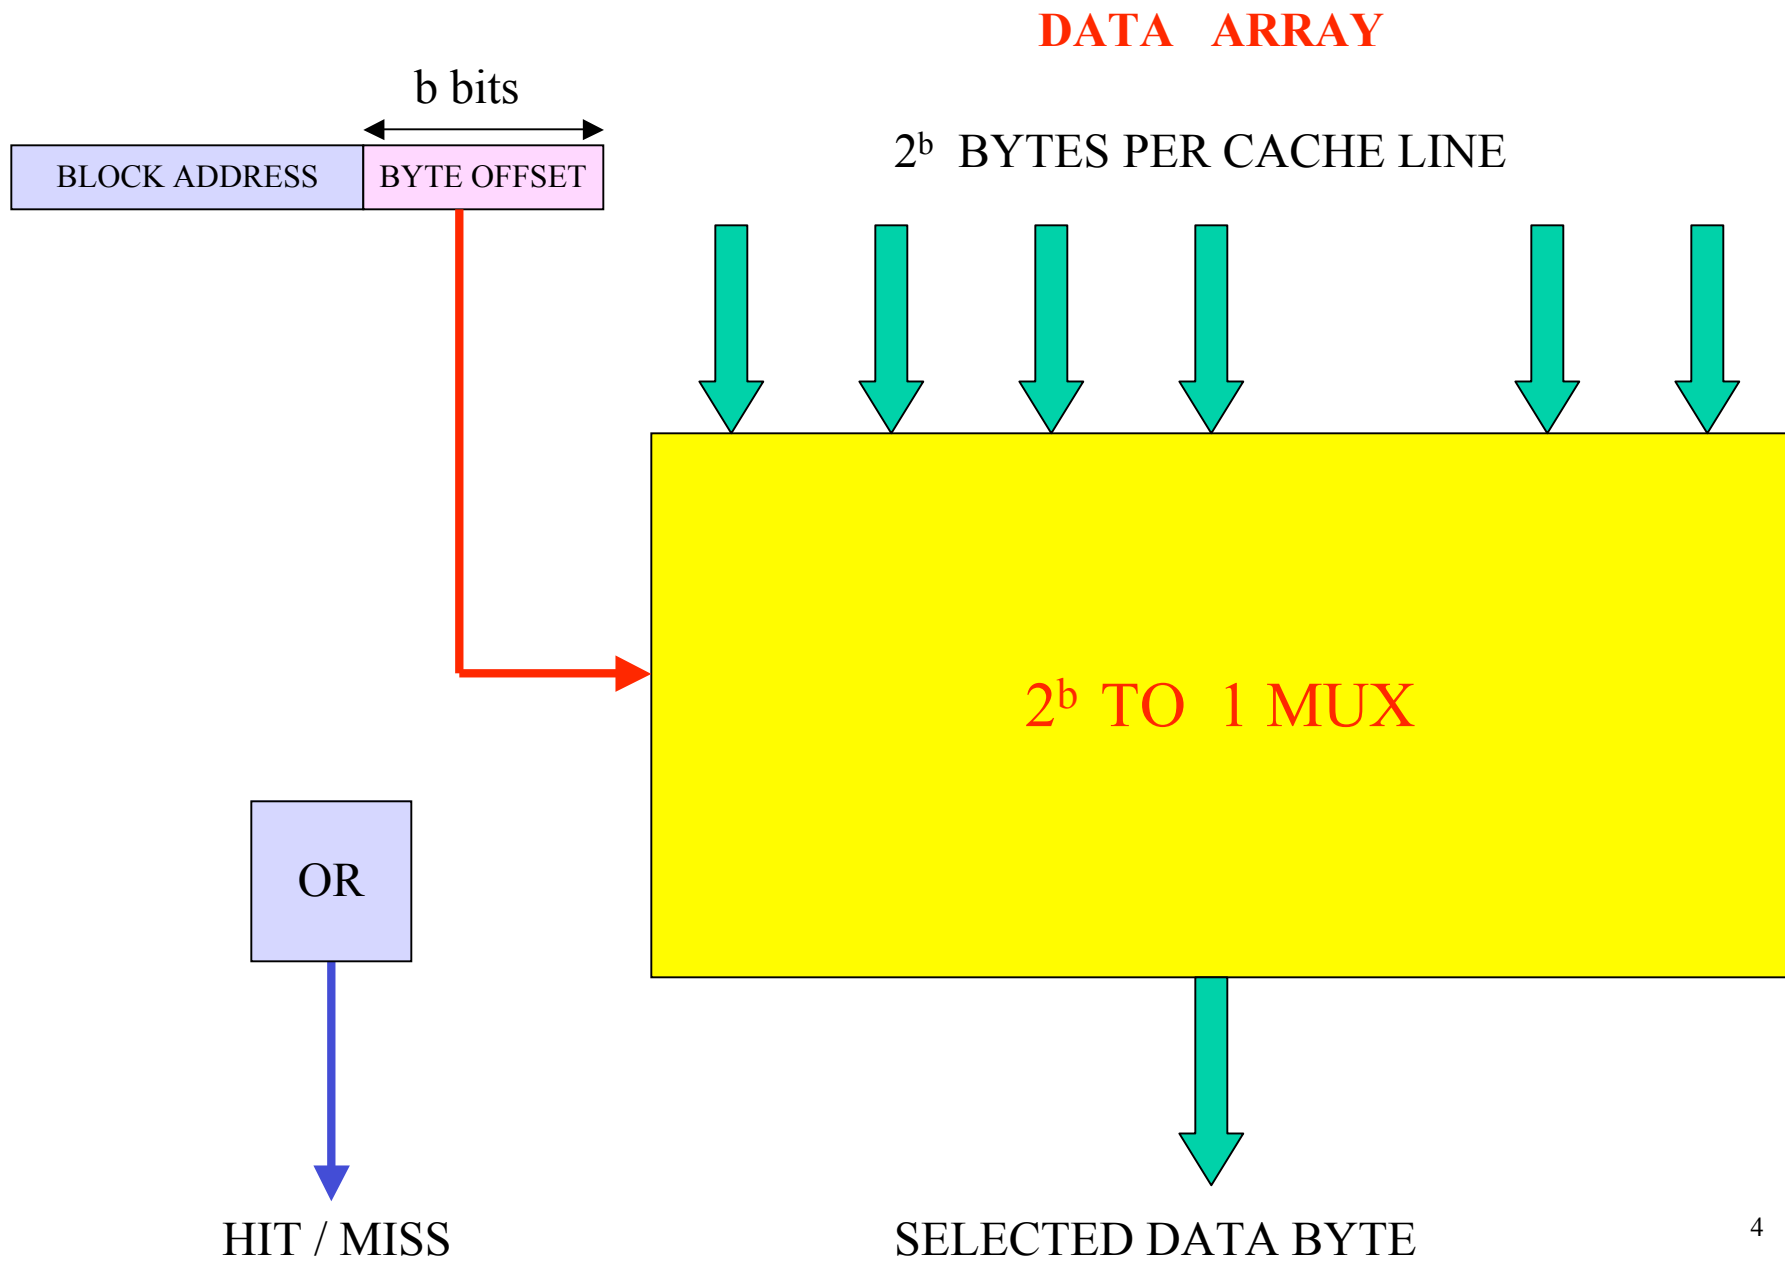 DATA ARRAY
b bits
2ᵇ BYTES PER CACHE LINE
BLOCK ADDRESS
BYTE OFFSET
2ᵇ TO 1 MUX
OR
HIT / MISS
SELECTED DATA BYTE
4